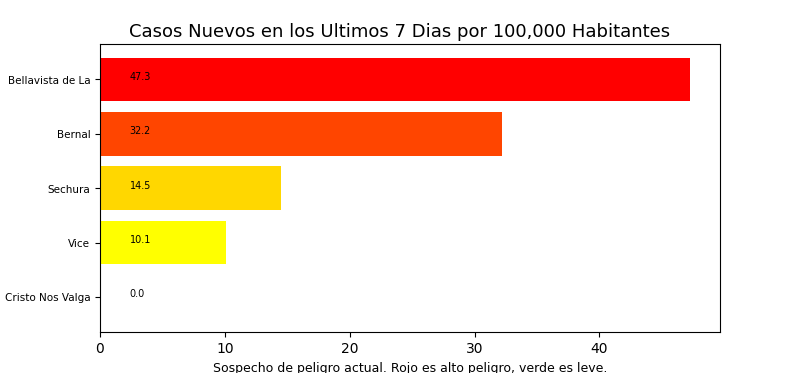 Casos Nuevos en los Ultimos 7 Dias por 100,000 Habitantes
Bellavista de La 47.3
Bernal 32.2
Sechura 14.5
Vice 10.1
Cristo Nos Valga 0.0
0 10 20 30 40
Sospecho de peligro actual. Rojo es alto peligro, verde es leve.